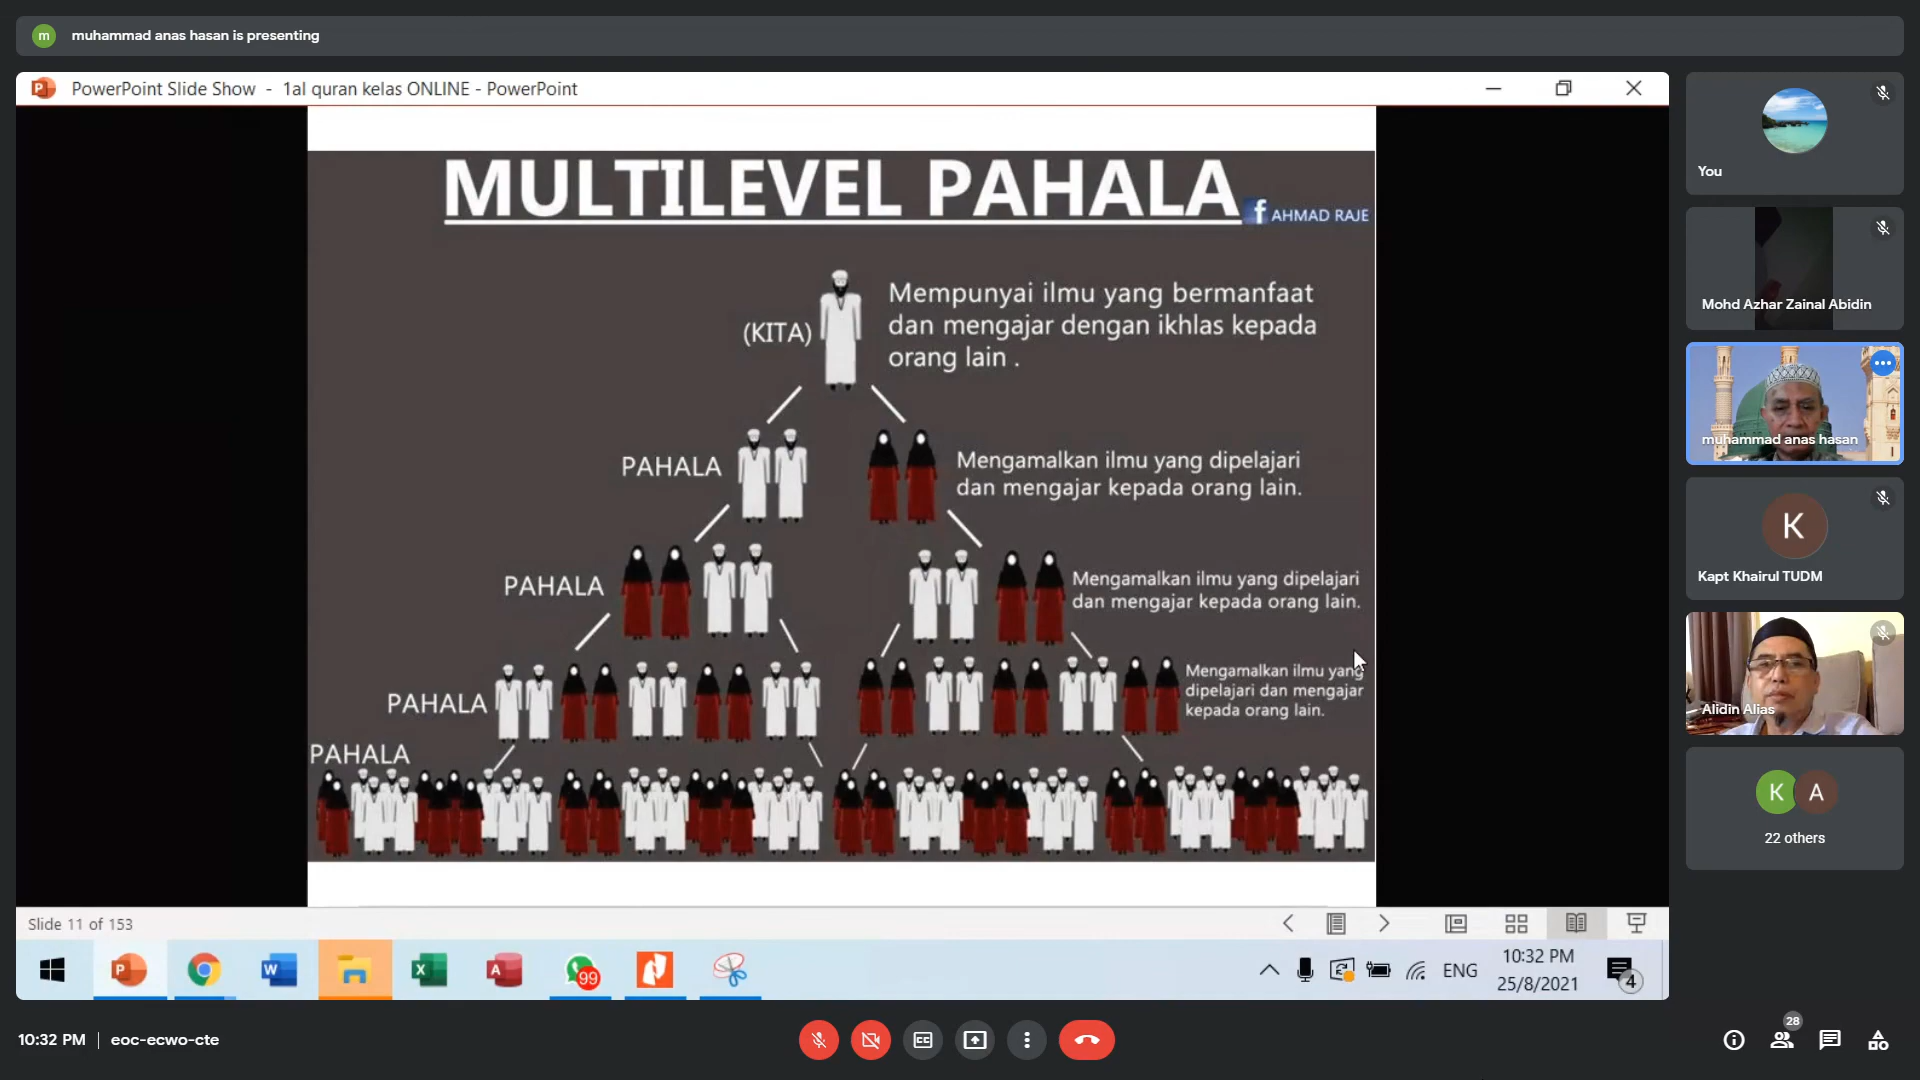 m
muhammad anas hasan is presenting
PowerPoint Slide Show - 1al quran kelas ONLINE - PowerPoint
MULTILEVEL PAHALA
f AHMAD RAJE
(KITA)
Mempunyai ilmu yang bermanfaat
dan mengajar dengan ikhlas kepada
orang lain .
PAHALA
Mengamalkan ilmu yang dipelajari
dan mengajar kepada orang lain.
PAHALA
Mengamalkan ilmu yang dipelajari
dan mengajar kepada orang lain.
PAHALA
Mengamalkan ilmu yang
dipelajari dan mengajar
kepada orang lain.
PAHALA
Slide 11 of 153
99
ENG
10:32 PM
25/8/2021
4
You
Mohd Azhar Zainal Abidin
muhammad anas hasan
K
Kapt Khairul TUDM
Alidin Alias
K A
22 others
10:32 PM | eoc-ecwo-cte
28